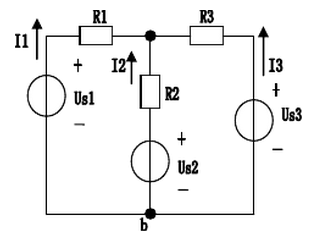 R1
R3
I1
I2
I3
+
+
Us1
R2
Us3
−
+
−
Us2
−
b